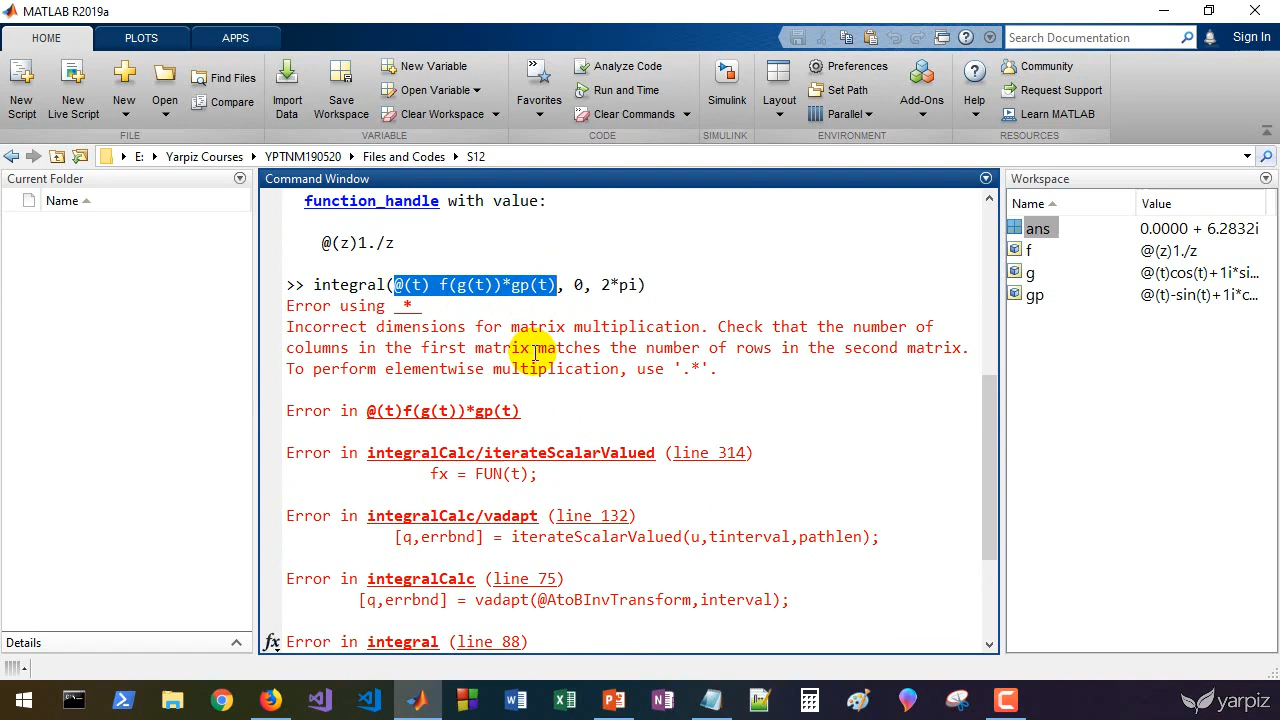 MATLAB R2019a
HOME PLOTS APPS Search Documentation Sign In
New Script
New Live Script
New
Open
Find Files
Compare
FILE
Import Data
Save Workspace
New Variable
Open Variable
Clear Workspace
VARIABLE
Favorites
Analyze Code
Run and Time
Clear Commands
CODE
Simulink
SIMULINK
Layout
Preferences
Set Path
Parallel
Add-Ons
ENVIRONMENT
Help
Community
Request Support
Learn MATLAB
RESOURCES
E: Yarpiz Courses YPTNM190520 Files and Codes S12
Current Folder
Name
Details
Command Window
function_handle with value:
@(z)1./z
>> integral(@(t) f(g(t))*gp(t), 0, 2*pi)
Error using *
Incorrect dimensions for matrix multiplication. Check that the number of
columns in the first matrix matches the number of rows in the second matrix.
To perform elementwise multiplication, use '.*'.
Error in @(t)f(g(t))*gp(t)
Error in integralCalc/iterateScalarValued (line 314)
fx = FUN(t);
Error in integralCalc/vadapt (line 132)
[q,errbnd] = iterateScalarValued(u,tinterval,pathlen);
Error in integralCalc (line 75)
[q,errbnd] = vadapt(@AtoBInvTransform,interval);
Error in integral (line 88)
fx
Workspace
Name Value
ans 0.0000 + 6.2832i
f @(z)1./z
g @(t)cos(t)+1i*si...
gp @(t)-sin(t)+1i*c...
yarpiz